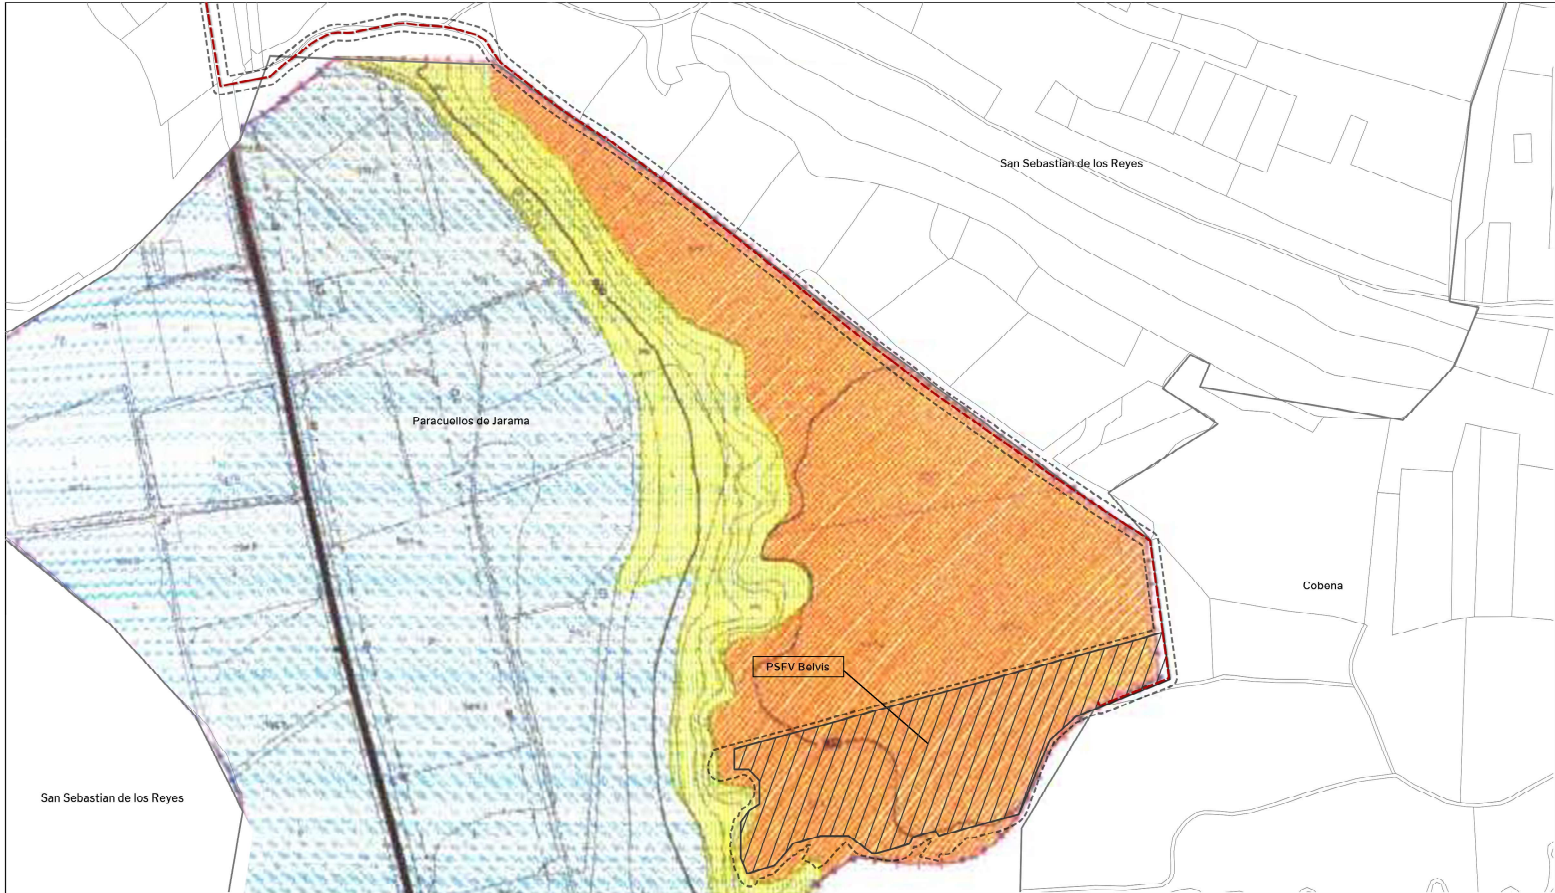 San Sebastian de los Reyes
Paracuellos de Jarama
Cobena
PSFV Belvis
San Sebastian de los Reyes